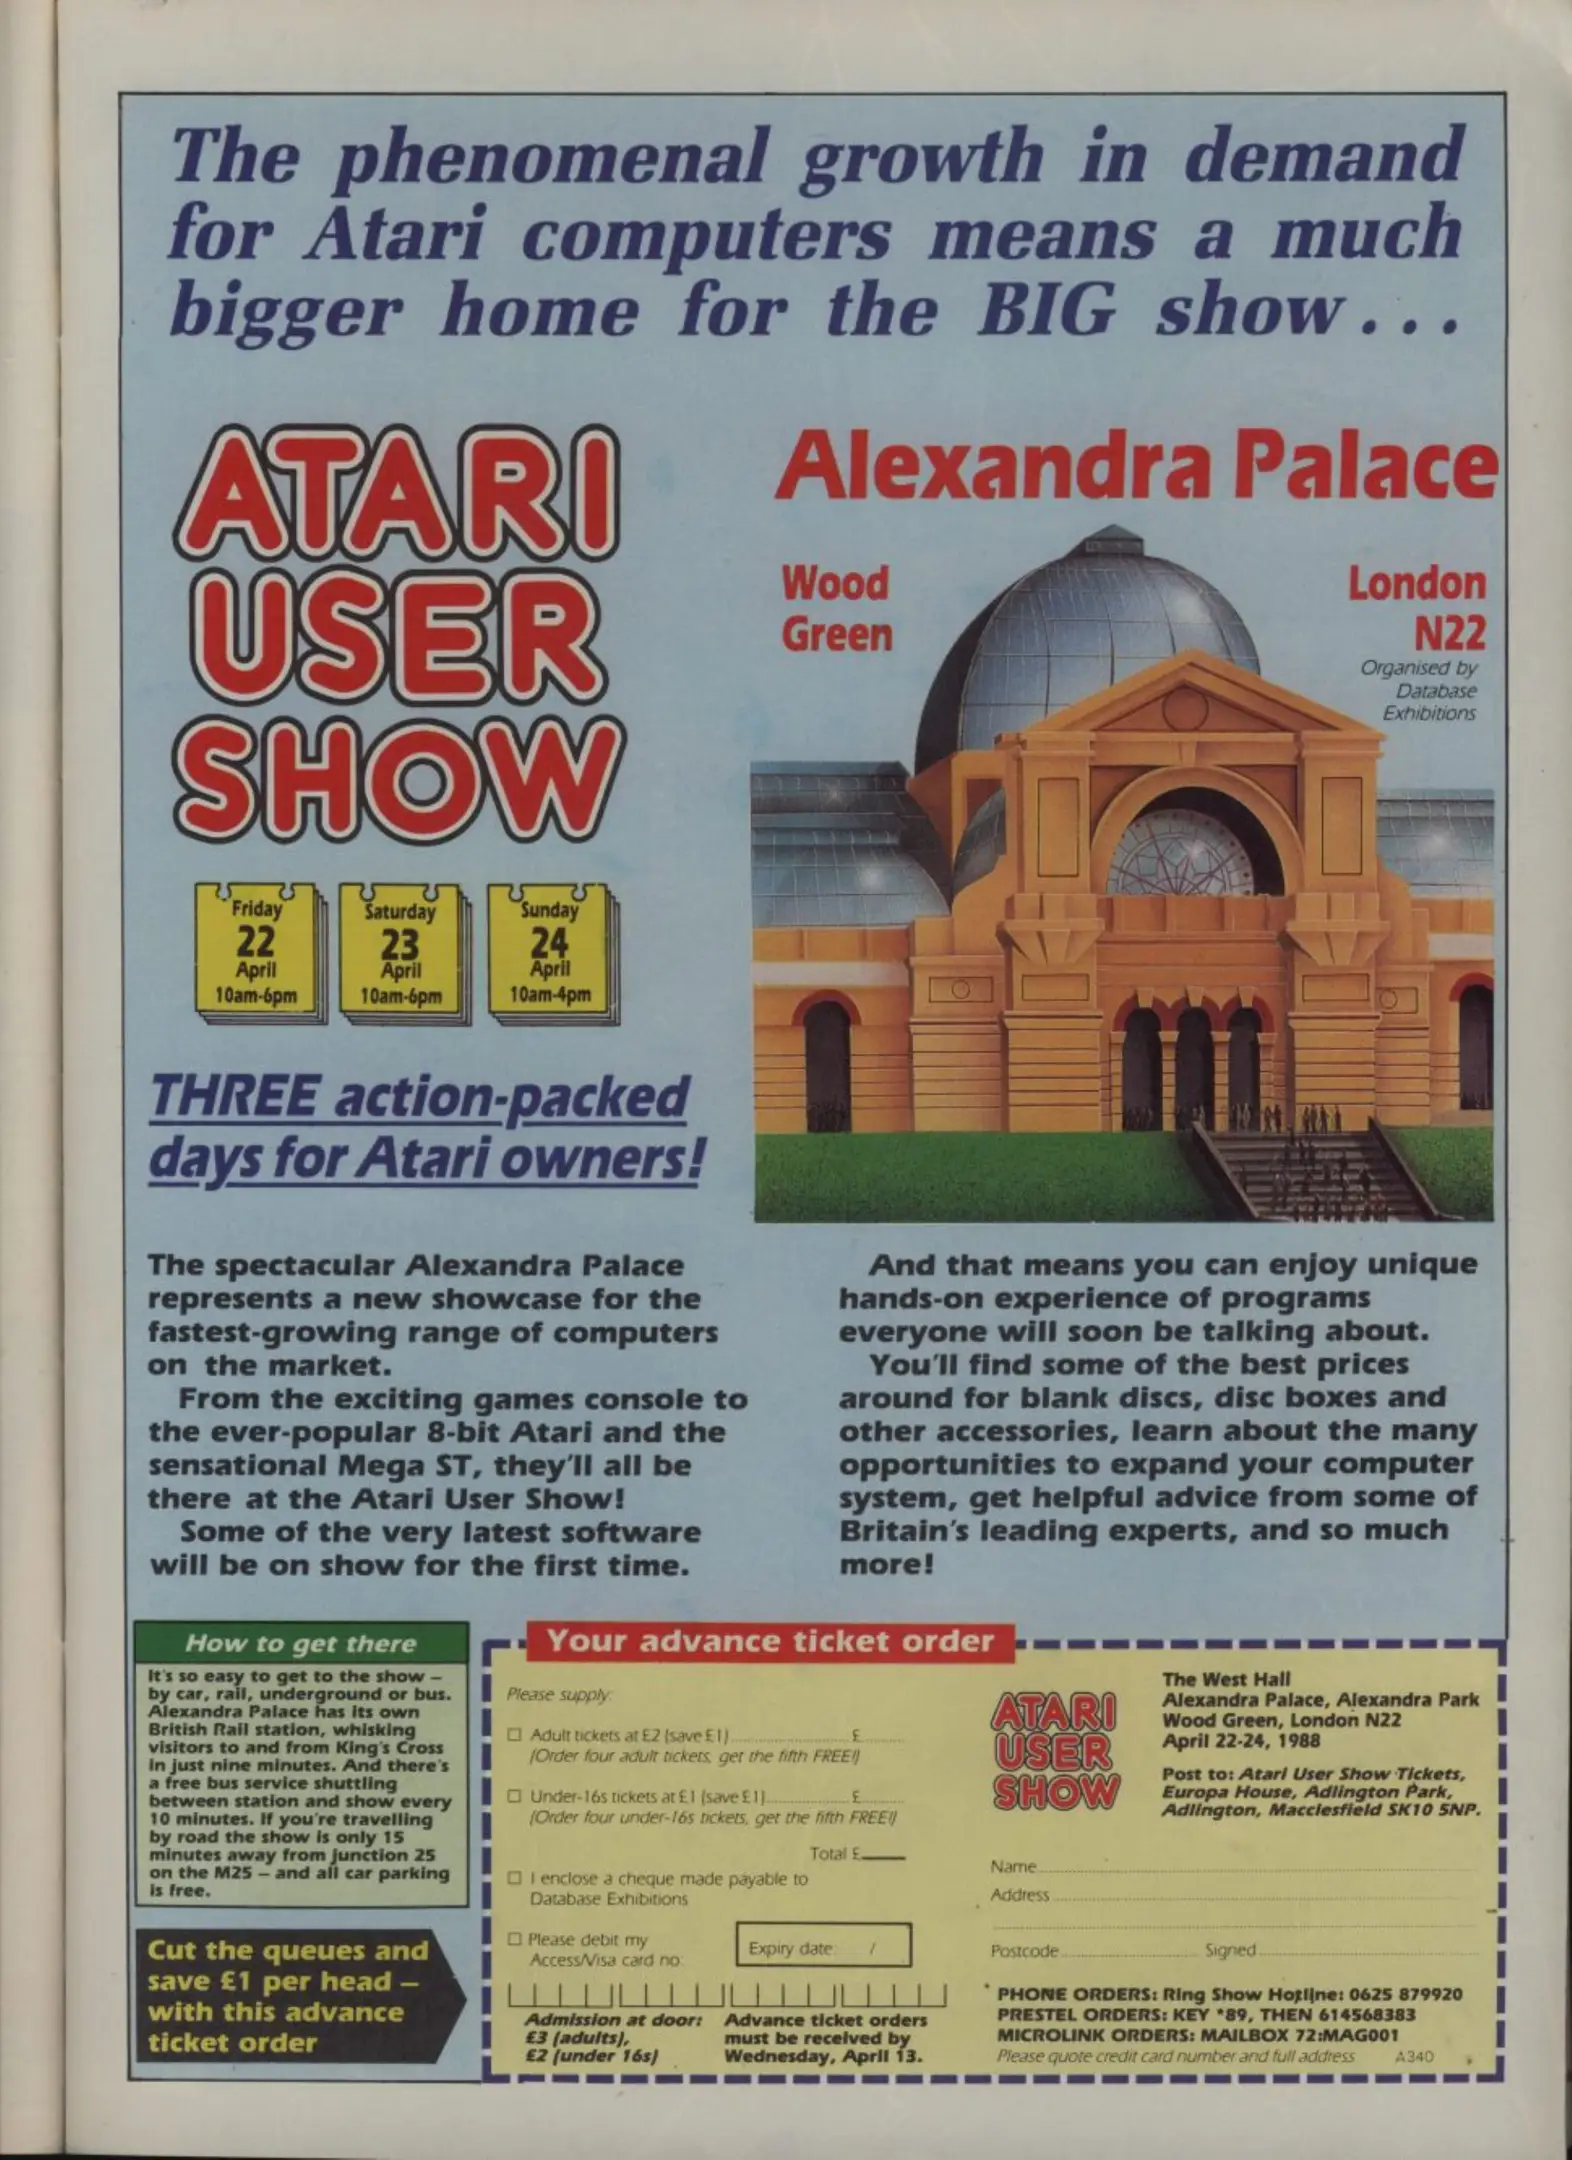 The phenomenal growth in demand
for Atari computers means a much
bigger home for the BIG show...
ATARI
USER
SHOW
Alexandra Palace
Wood
Green
London
N22
Organised by
Database
Exhibitions
Friday
22
April
10am-6pm
Saturday
23
April
10am-6pm
Sunday
24
April
10am-4pm
THREE action-packed
days for Atari owners!
The spectacular Alexandra Palace
represents a new showcase for the
fastest-growing range of computers
on the market.
From the exciting games console to
the ever-popular 8-bit Atari and the
sensational Mega ST, they'll all be
there at the Atari User Show!
Some of the very latest software
will be on show for the first time.
And that means you can enjoy unique
hands-on experience of programs
everyone will soon be talking about.
You'll find some of the best prices
around for blank discs, disc boxes and
other accessories, learn about the many
opportunities to expand your computer
system, get helpful advice from some of
Britain's leading experts, and so much
more!
How to get there
It's so easy to get to the show –
by car, rail, underground or bus.
Alexandra Palace has its own
British Rail station, whisking
visitors to and from King's Cross
in just nine minutes. And there's
a free bus service shuttling
between station and show every
10 minutes. If you're travelling
by road the show is only 15
minutes away from Junction 25
on the M25 – and all car parking
is free.
Cut the queues and
save £1 per head –
with this advance
ticket order
Your advance ticket order
Please supply:
Adult tickets at £2 (save £1) £
(Order four adult tickets, get the fifth FREE!)
Under-16s tickets at £1 (save £1) £
(Order four under-16s tickets, get the fifth FREE!)
Total £
I enclose a cheque made payable to
Database Exhibitions
Please debit my
Access/Visa card no:
Expiry date: /
Admission at door:
£3 (adults),
£2 (under 16s)
Advance ticket orders
must be received by
Wednesday, April 13.
ATARI
USER
SHOW
The West Hall
Alexandra Palace, Alexandra Park
Wood Green, London N22
April 22-24, 1988
Post to: Atari User Show Tickets,
Europa House, Adlington Park,
Adlington, Macclesfield SK10 5NP.
Name
Address
Postcode Signed
PHONE ORDERS: Ring Show Hotline: 0625 879920
PRESTEL ORDERS: KEY *89, THEN 614568383
MICROLINK ORDERS: MAILBOX 72:MAG001
Please quote credit card number and full address A340